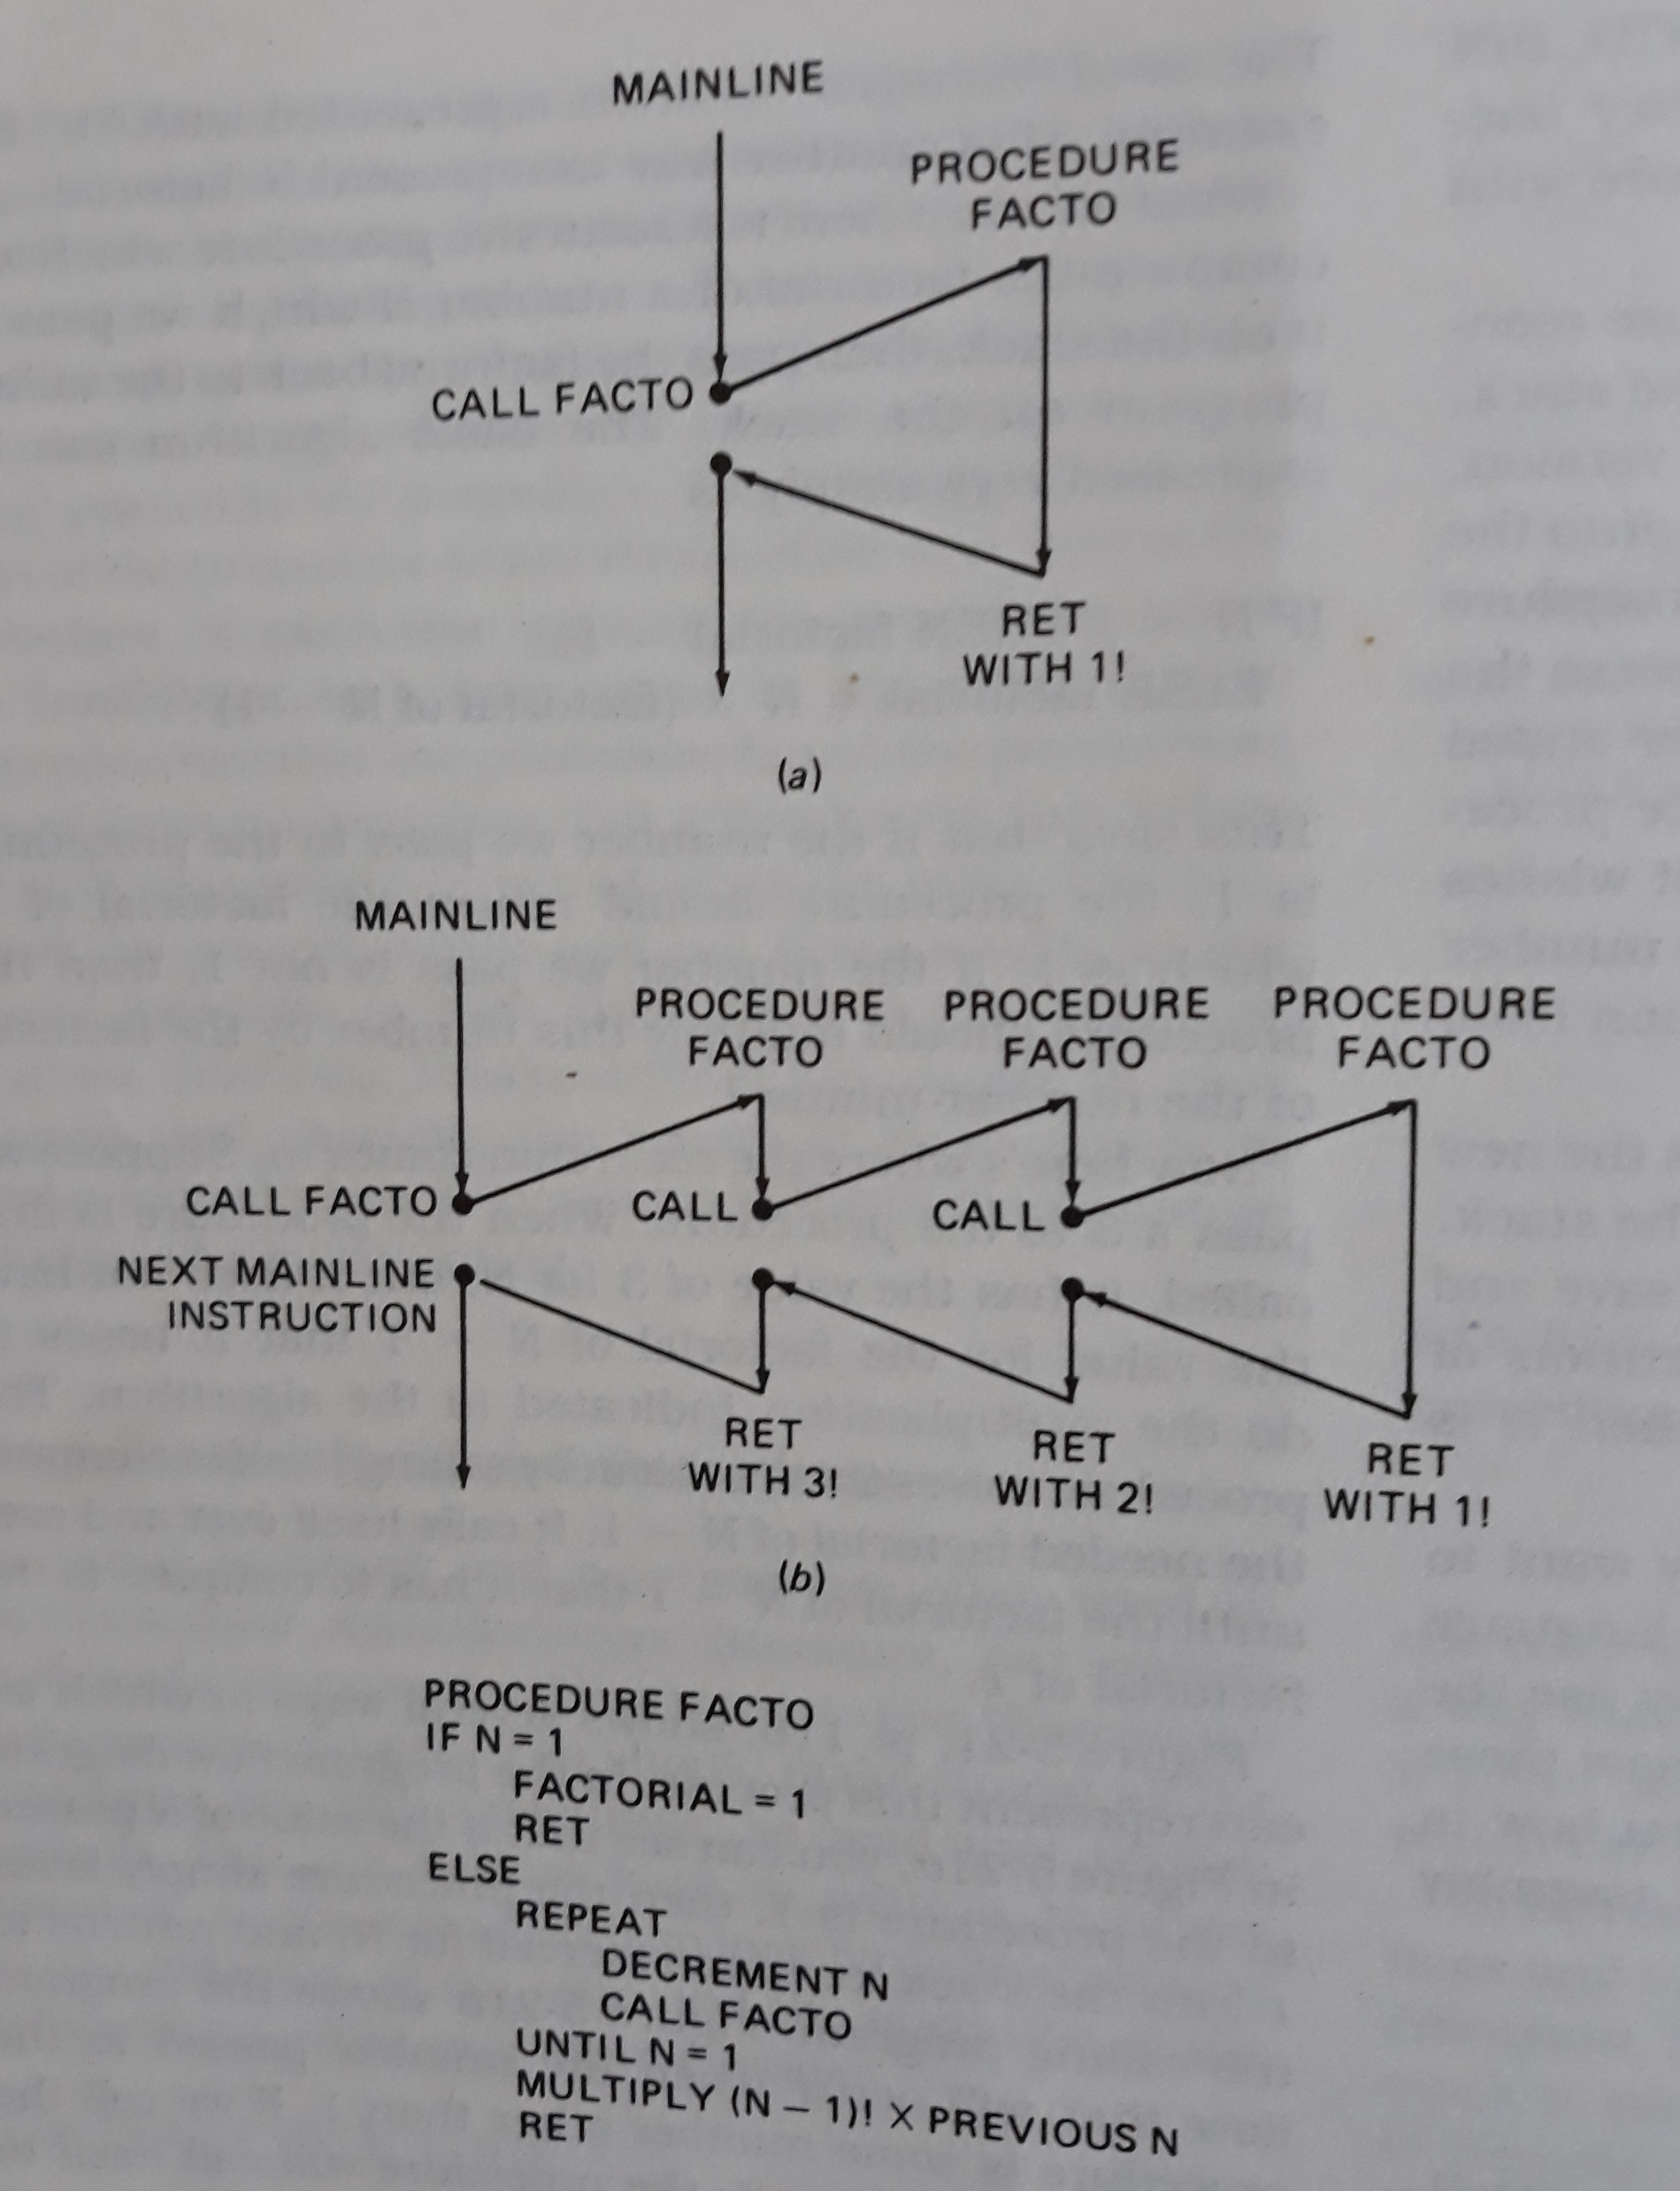 MAINLINE
PROCEDURE
FACTO
CALL FACTO
RET
WITH 1!
(a)
MAINLINE
PROCEDURE PROCEDURE PROCEDURE
FACTO FACTO FACTO
CALL FACTO CALL CALL
NEXT MAINLINE
INSTRUCTION
RET RET RET
WITH 3! WITH 2! WITH 1!
(b)
PROCEDURE FACTO
IF N = 1
FACTORIAL = 1
RET
ELSE
REPEAT
DECREMENT N
CALL FACTO
UNTIL N = 1
MULTIPLY (N – 1)! X PREVIOUS N
RET